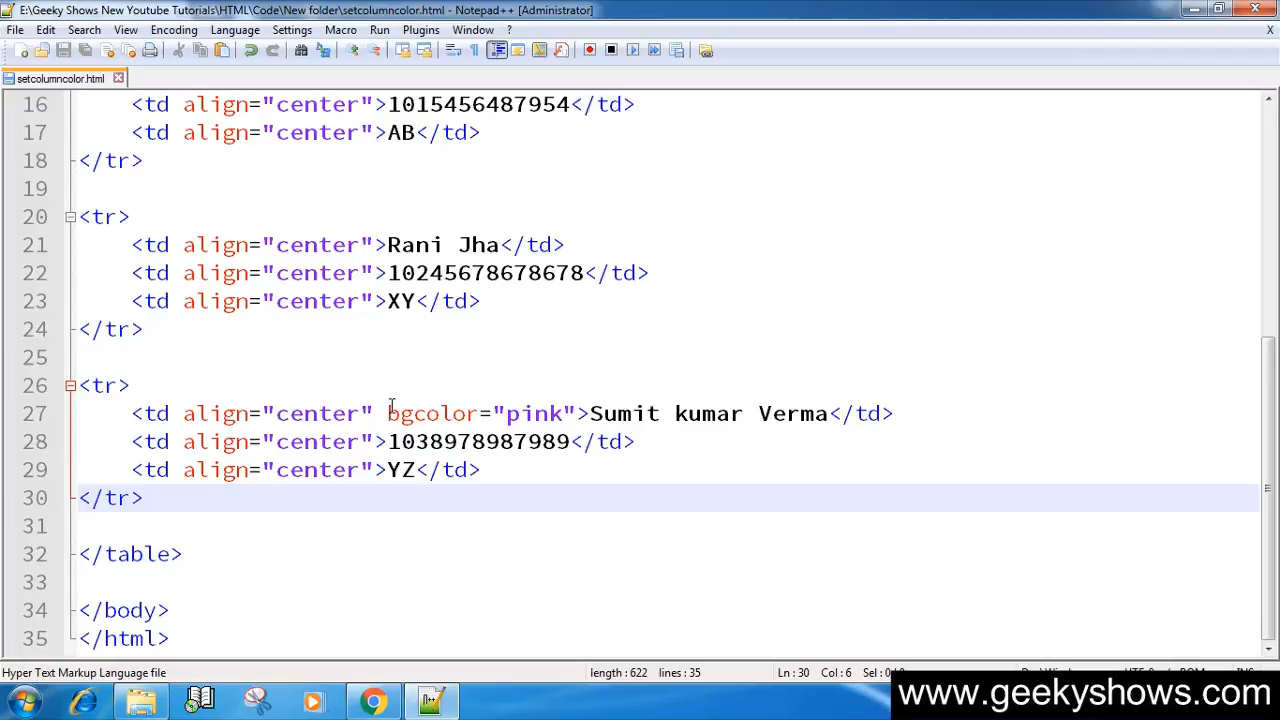 E:\Geeky Shows New Youtube Tutorials\HTML\Code\New folder\setcolumncolor.html - Notepad++ [Administrator]
File Edit Search View Encoding Language Settings Macro Run Plugins Window ? X
setcolumncolor.html
16 <td align="center">1015456487954</td>
17 <td align="center">AB</td>
18 </tr>
19
20 <tr>
21 <td align="center">Rani Jha</td>
22 <td align="center">10245678678678</td>
23 <td align="center">XY</td>
24 </tr>
25
26 <tr>
27 <td align="center" bgcolor="pink">Sumit kumar Verma</td>
28 <td align="center">1038978987989</td>
29 <td align="center">YZ</td>
30 </tr>
31
32 </table>
33
34 </body>
35 </html>
Hyper Text Markup Language file length : 622 lines : 35 Ln : 30 Col : 6
www.geekyshows.com